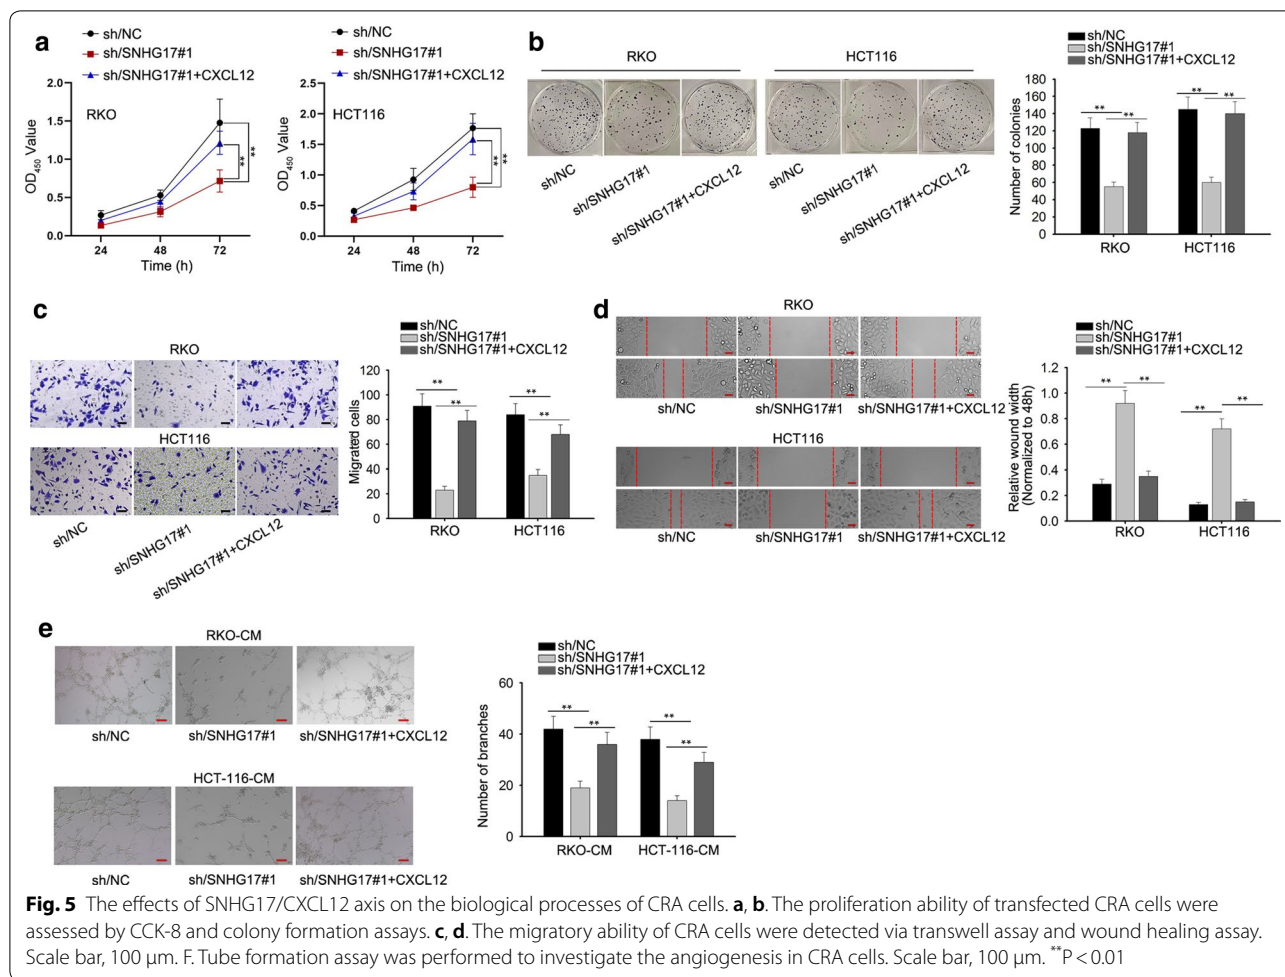 a
sh/NC
sh/SNHG17#1
sh/SNHG17#1+CXCL12
2.0
1.5
1.0
0.5
0.0
OD450 Value
RKO
**
**
24 48 72
Time (h)
sh/NC
sh/SNHG17#1
sh/SNHG17#1+CXCL12
2.5
2.0
1.5
1.0
0.5
0.0
OD450 Value
HCT116
**
**
24 48 72
Time (h)
b
RKO HCT116
sh/NC sh/SNHG17#1 sh/SNHG17#1+CXCL12 sh/NC sh/SNHG17#1 sh/SNHG17#1+CXCL12
sh/NC
sh/SNHG17#1
sh/SNHG17#1+CXCL12
180
160
140
120
100
80
60
40
20
0
Number of colonies
** ** ** **
RKO HCT116
c
RKO
HCT116
sh/NC sh/SNHG17#1 sh/SNHG17#1+CXCL12
sh/NC
sh/SNHG17#1
sh/SNHG17#1+CXCL12
120
100
80
60
40
20
0
Migrated cells
** ** ** **
RKO HCT116
d
RKO
sh/NC sh/SNHG17#1 sh/SNHG17#1+CXCL12
HCT116
sh/NC sh/SNHG17#1 sh/SNHG17#1+CXCL12
sh/NC
sh/SNHG17#1
sh/SNHG17#1+CXCL12
1.2
1.0
0.8
0.6
0.4
0.2
0.0
Relative wound width
(Normalized to 48h)
** ** ** **
RKO HCT116
e
RKO-CM
sh/NC sh/SNHG17#1 sh/SNHG17#1+CXCL12
HCT-116-CM
sh/NC sh/SNHG17#1 sh/SNHG17#1+CXCL12
sh/NC
sh/SNHG17#1
sh/SNHG17#1+CXCL12
60
40
20
0
Number of branches
** ** ** **
RKO-CM HCT-116-CM
Fig. 5 The effects of SNHG17/CXCL12 axis on the biological processes of CRA cells. a, b. The proliferation ability of transfected CRA cells were
assessed by CCK-8 and colony formation assays. c, d. The migratory ability of CRA cells were detected via transwell assay and wound healing assay.
Scale bar, 100 μm. F. Tube formation assay was performed to investigate the angiogenesis in CRA cells. Scale bar, 100 μm. **P < 0.01